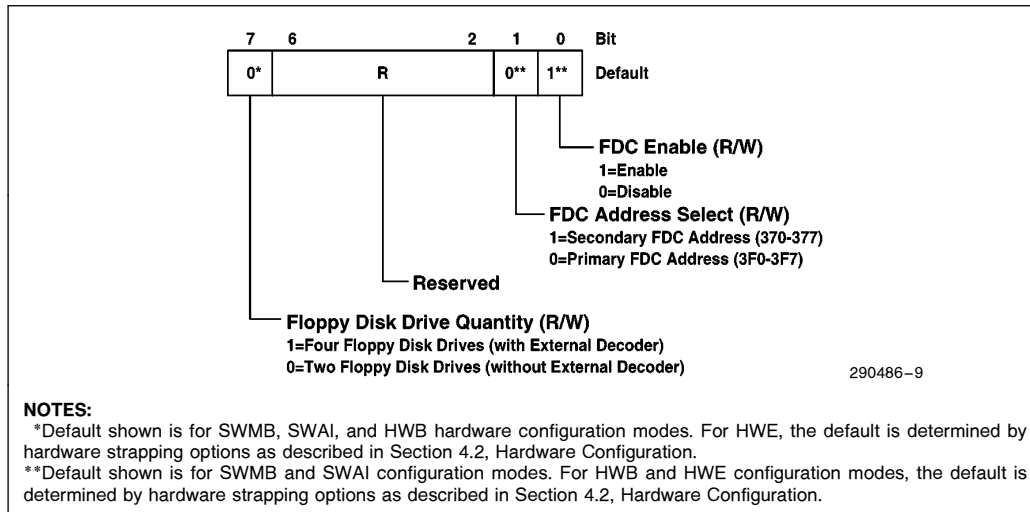 7 6 2 1 0 Bit
0* R 0** 1** Default
FDC Enable (R/W)
1=Enable
0=Disable
FDC Address Select (R/W)
1=Secondary FDC Address (370-377)
0=Primary FDC Address (3F0-3F7)
Reserved
Floppy Disk Drive Quantity (R/W)
1=Four Floppy Disk Drives (with External Decoder)
0=Two Floppy Disk Drives (without External Decoder)
290486–9
NOTES:
*Default shown is for SWMB, SWAI, and HWB hardware configuration modes. For HWE, the default is determined by
hardware strapping options as described in Section 4.2, Hardware Configuration.
**Default shown is for SWMB and SWAI configuration modes. For HWB and HWE configuration modes, the default is
determined by hardware strapping options as described in Section 4.2, Hardware Configuration.